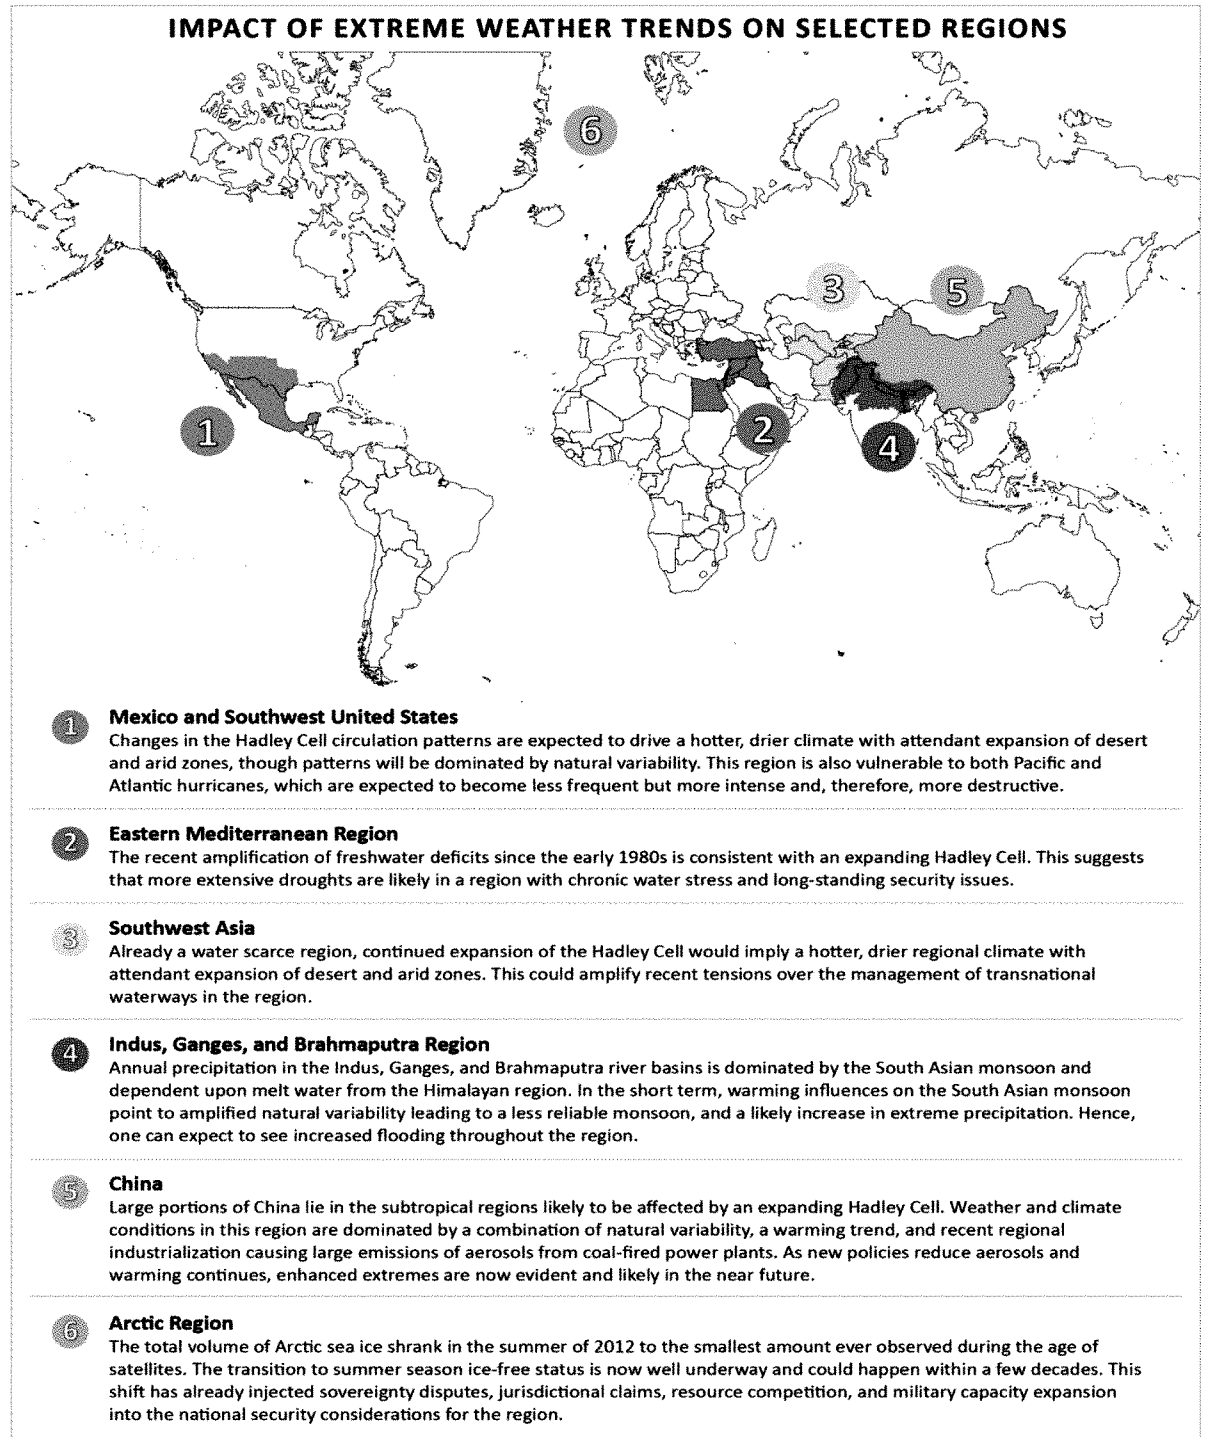 IMPACT OF EXTREME WEATHER TRENDS ON SELECTED REGIONS
6
3
5
1
2
4
1
Mexico and Southwest United States
Changes in the Hadley Cell circulation patterns are expected to drive a hotter, drier climate with attendant expansion of desert
and arid zones, though patterns will be dominated by natural variability. This region is also vulnerable to both Pacific and
Atlantic hurricanes, which are expected to become less frequent but more intense and, therefore, more destructive.
2
Eastern Mediterranean Region
The recent amplification of freshwater deficits since the early 1980s is consistent with an expanding Hadley Cell. This suggests
that more extensive droughts are likely in a region with chronic water stress and long-standing security issues.
3
Southwest Asia
Already a water scarce region, continued expansion of the Hadley Cell would imply a hotter, drier regional climate with
attendant expansion of desert and arid zones. This could amplify recent tensions over the management of transnational
waterways in the region.
4
Indus, Ganges, and Brahmaputra Region
Annual precipitation in the Indus, Ganges, and Brahmaputra river basins is dominated by the South Asian monsoon and
dependent upon melt water from the Himalayan region. In the short term, warming influences on the South Asian monsoon
point to amplified natural variability leading to a less reliable monsoon, and a likely increase in extreme precipitation. Hence,
one can expect to see increased flooding throughout the region.
5
China
Large portions of China lie in the subtropical regions likely to be affected by an expanding Hadley Cell. Weather and climate
conditions in this region are dominated by a combination of natural variability, a warming trend, and recent regional
industrialization causing large emissions of aerosols from coal-fired power plants. As new policies reduce aerosols and
warming continues, enhanced extremes are now evident and likely in the near future.
6
Arctic Region
The total volume of Arctic sea ice shrank in the summer of 2012 to the smallest amount ever observed during the age of
satellites. The transition to summer season ice-free status is now well underway and could happen within a few decades. This
shift has already injected sovereignty disputes, jurisdictional claims, resource competition, and military capacity expansion
into the national security considerations for the region.